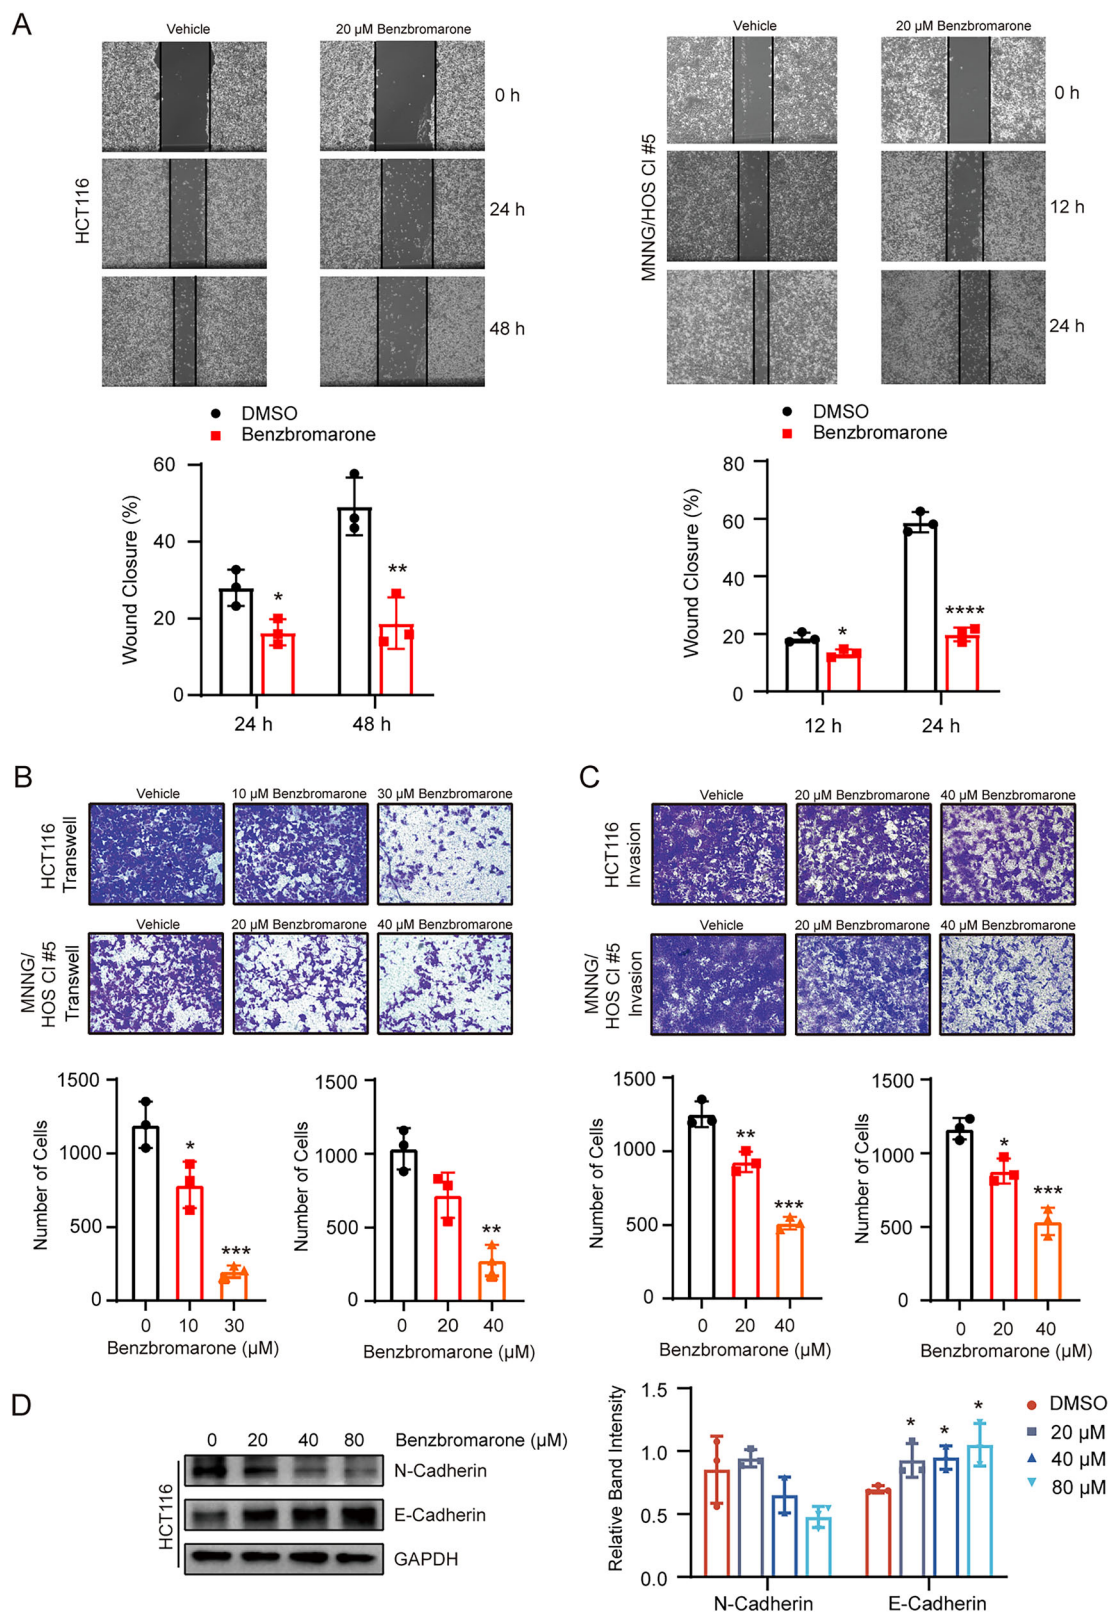 A
Vehicle
20 µM Benzbromarone
Vehicle
20 µM Benzbromarone
HCT116
0 h
24 h
48 h
MNNG/HOS Cl #5
0 h
12 h
24 h
DMSO
Benzbromarone
Wound Closure (%)
60
40
20
0
*
**
24 h
48 h
DMSO
Benzbromarone
Wound Closure (%)
80
60
40
20
0
*
****
12 h
24 h
B
Vehicle
10 µM Benzbromarone
30 µM Benzbromarone
HCT116
Transwell
Vehicle
20 µM Benzbromarone
40 µM Benzbromarone
MNNG/
HOS Cl #5
Transwell
Number of Cells
1500
1000
500
0
*
***
0
10
30
Benzbromarone (µM)
Number of Cells
1500
1000
500
0
**
0
20
40
Benzbromarone (µM)
C
Vehicle
20 µM Benzbromarone
40 µM Benzbromarone
HCT116
Invasion
Vehicle
20 µM Benzbromarone
40 µM Benzbromarone
MNNG/
HOS Cl #5
Invasion
Number of Cells
1500
1000
500
0
**
***
0
20
40
Benzbromarone (µM)
Number of Cells
1500
1000
500
0
*
***
0
20
40
Benzbromarone (µM)
D
0 20 40 80 Benzbromarone (µM)
HCT116
N-Cadherin
E-Cadherin
GAPDH
Relative Band Intensity
1.5
1.0
0.5
0.0
* * *
N-Cadherin
E-Cadherin
DMSO
20 µM
40 µM
80 µM